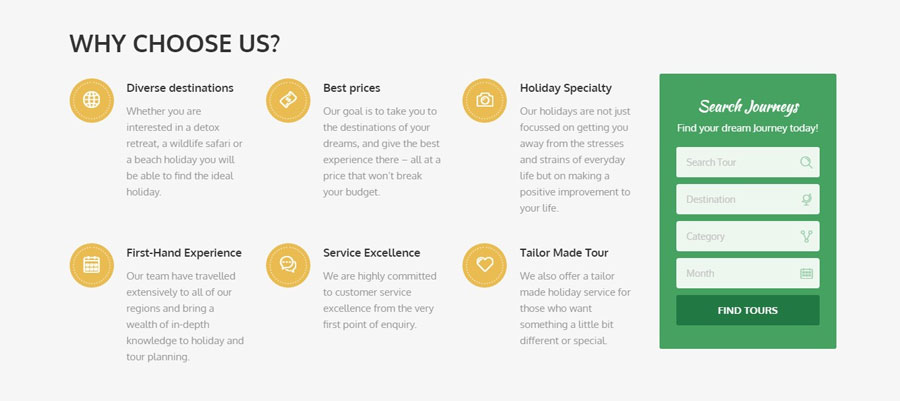 WHY CHOOSE US?
Diverse destinations
Whether you are
interested in a detox
retreat, a wildlife safari or
a beach holiday you will
be able to find the ideal
holiday.
Best prices
Our goal is to take you to
the destinations of your
dreams, and give the best
experience there – all at a
price that won't break
your budget.
Holiday Specialty
Our holidays are not just
focussed on getting you
away from the stresses
and strains of everyday
life but on making a
positive improvement to
your life.
First-Hand Experience
Our team have travelled
extensively to all of our
regions and bring a
wealth of in-depth
knowledge to holiday and
tour planning.
Service Excellence
We are highly committed
to customer service
excellence from the very
first point of enquiry.
Tailor Made Tour
We also offer a tailor
made holiday service for
those who want
something a little bit
different or special.
Search Journeys
Find your dream Journey today!
Search Tour
Destination
Category
Month
FIND TOURS